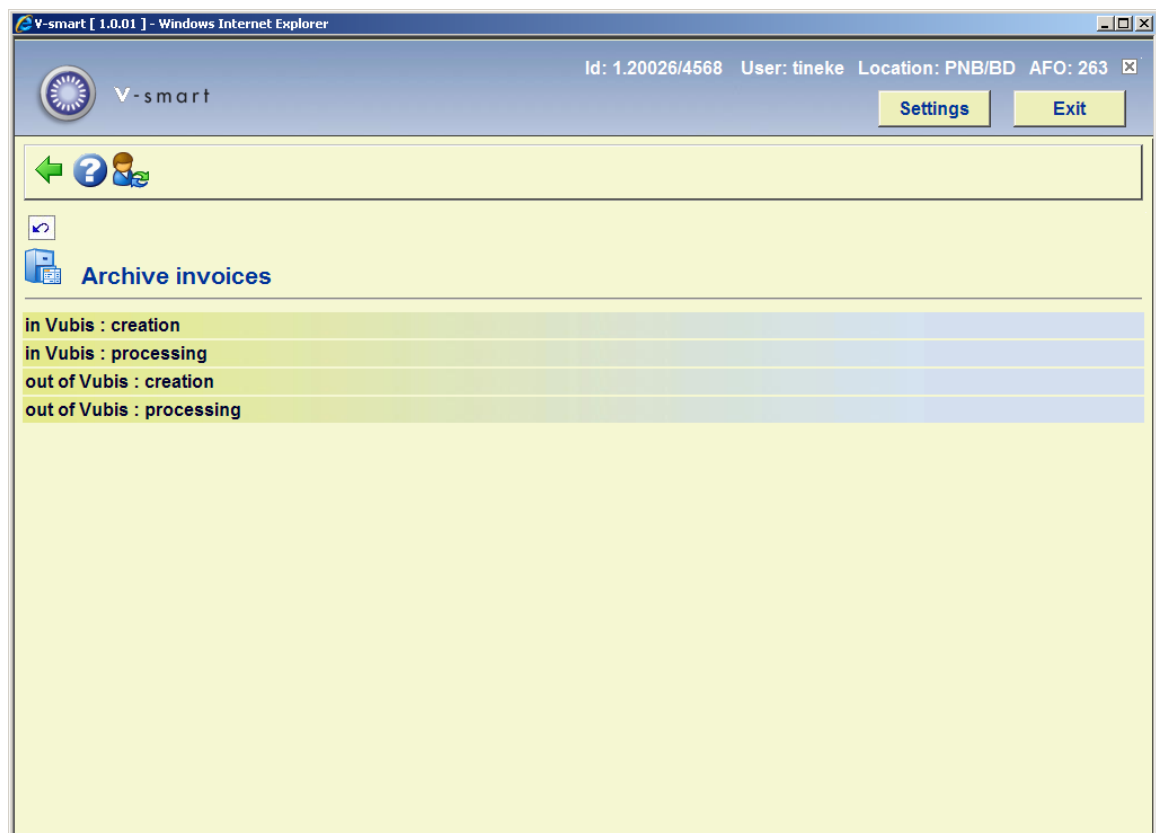 V-smart [ 1.0.01 ] - Windows Internet Explorer
Id: 1.20026/4568 User: tineke Location: PNB/BD AFO: 263
V-smart
Settings Exit
Archive invoices
in Vubis : creation
in Vubis : processing
out of Vubis : creation
out of Vubis : processing